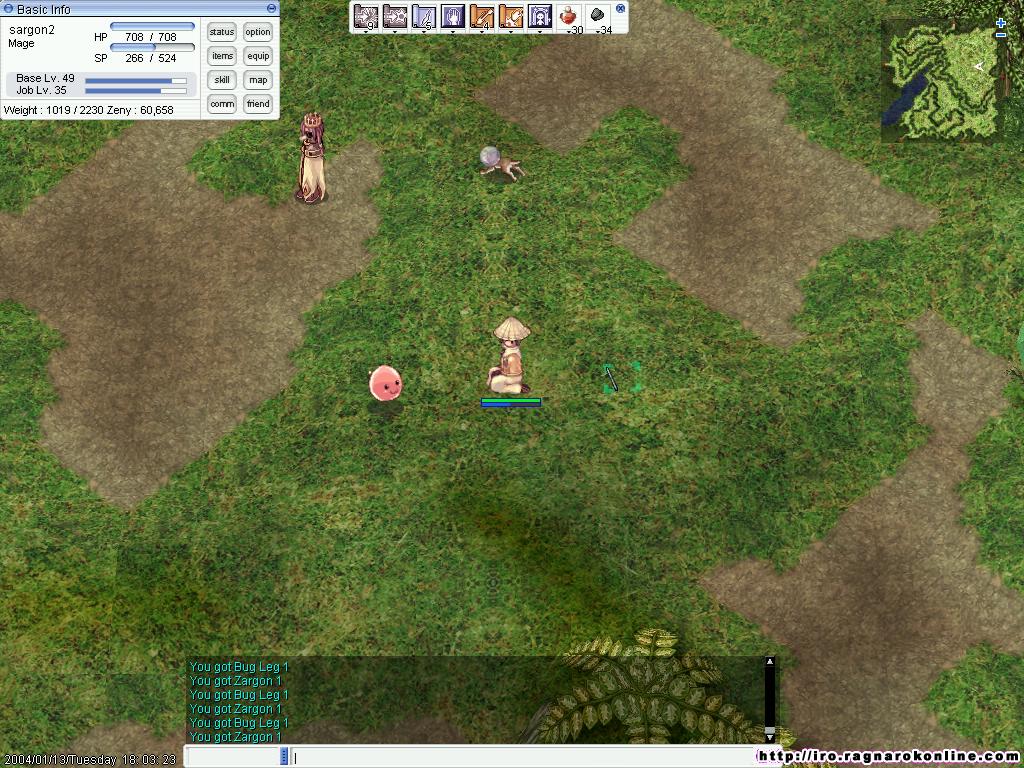 Basic Info
sargon2
Mage
HP 708 / 708
SP 266 / 524
Base Lv. 49
Job Lv. 35
Weight : 1019 / 2230 Zeny : 60,658
status option
items equip
skill map
comm friend
9 5 4 30 34
You got Bug Leg 1
You got Zargon 1
You got Bug Leg 1
You got Zargon 1
You got Bug Leg 1
You got Zargon 1
2004/01/13/Tuesday 18:03:23
http://iro.ragnarokonline.com